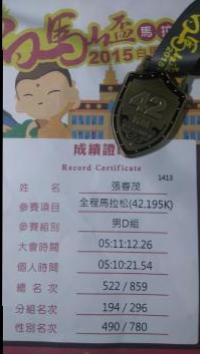 馬
盃
馬
2015
成績證
Record Certificate
1413
姓 名 張春茂
參賽項目 全程馬拉松(42.195K)
參賽組別 男D組
大會時間 05:11:12.26
個人時間 05:10:21.54
總 名 次 522 / 859
分組名次 194 / 296
性別名次 490 / 780
42